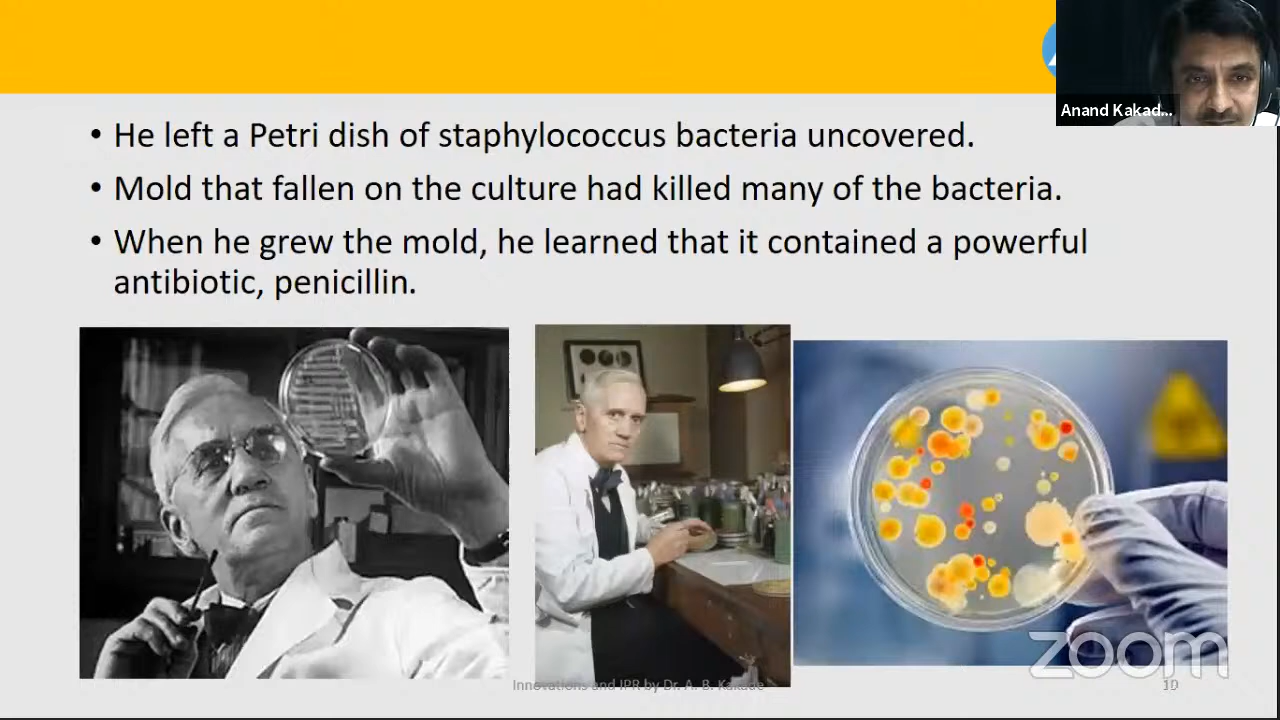 Anand Kakad...
• He left a Petri dish of staphylococcus bacteria uncovered.
• Mold that fallen on the culture had killed many of the bacteria.
• When he grew the mold, he learned that it contained a powerful
antibiotic, penicillin.
zoom
Innovations and IPR by Dr. A. B. Kakade
10